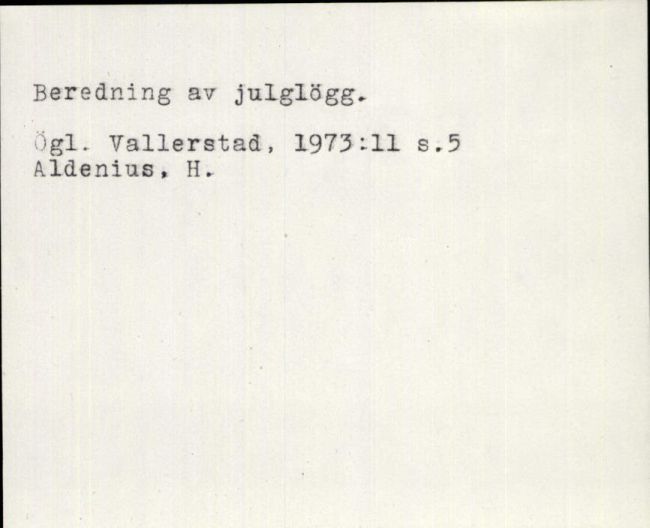 Beredning av julglögg.
Ögl. Vallerstad, 1973:11 s.5
Aldenius, H.